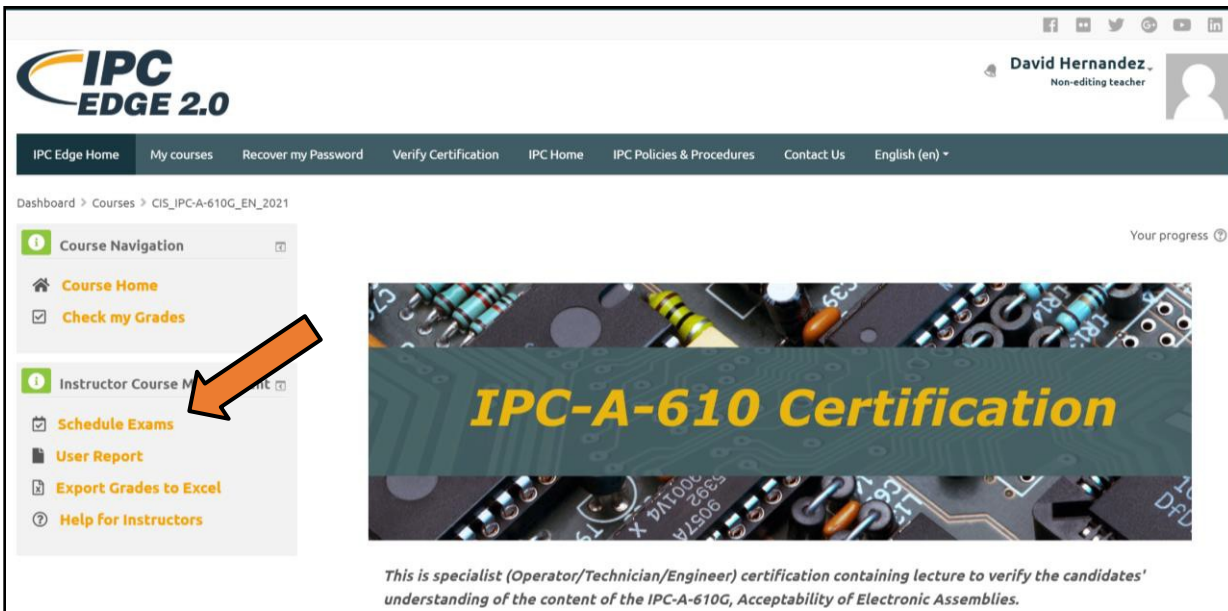 IPC
EDGE 2.0
David Hernandez
Non-editing teacher
IPC Edge Home My courses Recover my Password Verify Certification IPC Home IPC Policies & Procedures Contact Us English (en)
Dashboard > Courses > CIS_IPC-A-610G_EN_2021
Your progress
Course Navigation
Course Home
Check my Grades
Instructor Course M nt
Schedule Exams
User Report
Export Grades to Excel
Help for Instructors
IPC-A-610 Certification
This is specialist (Operator/Technician/Engineer) certification containing lecture to verify the candidates'
understanding of the content of the IPC-A-610G, Acceptability of Electronic Assemblies.